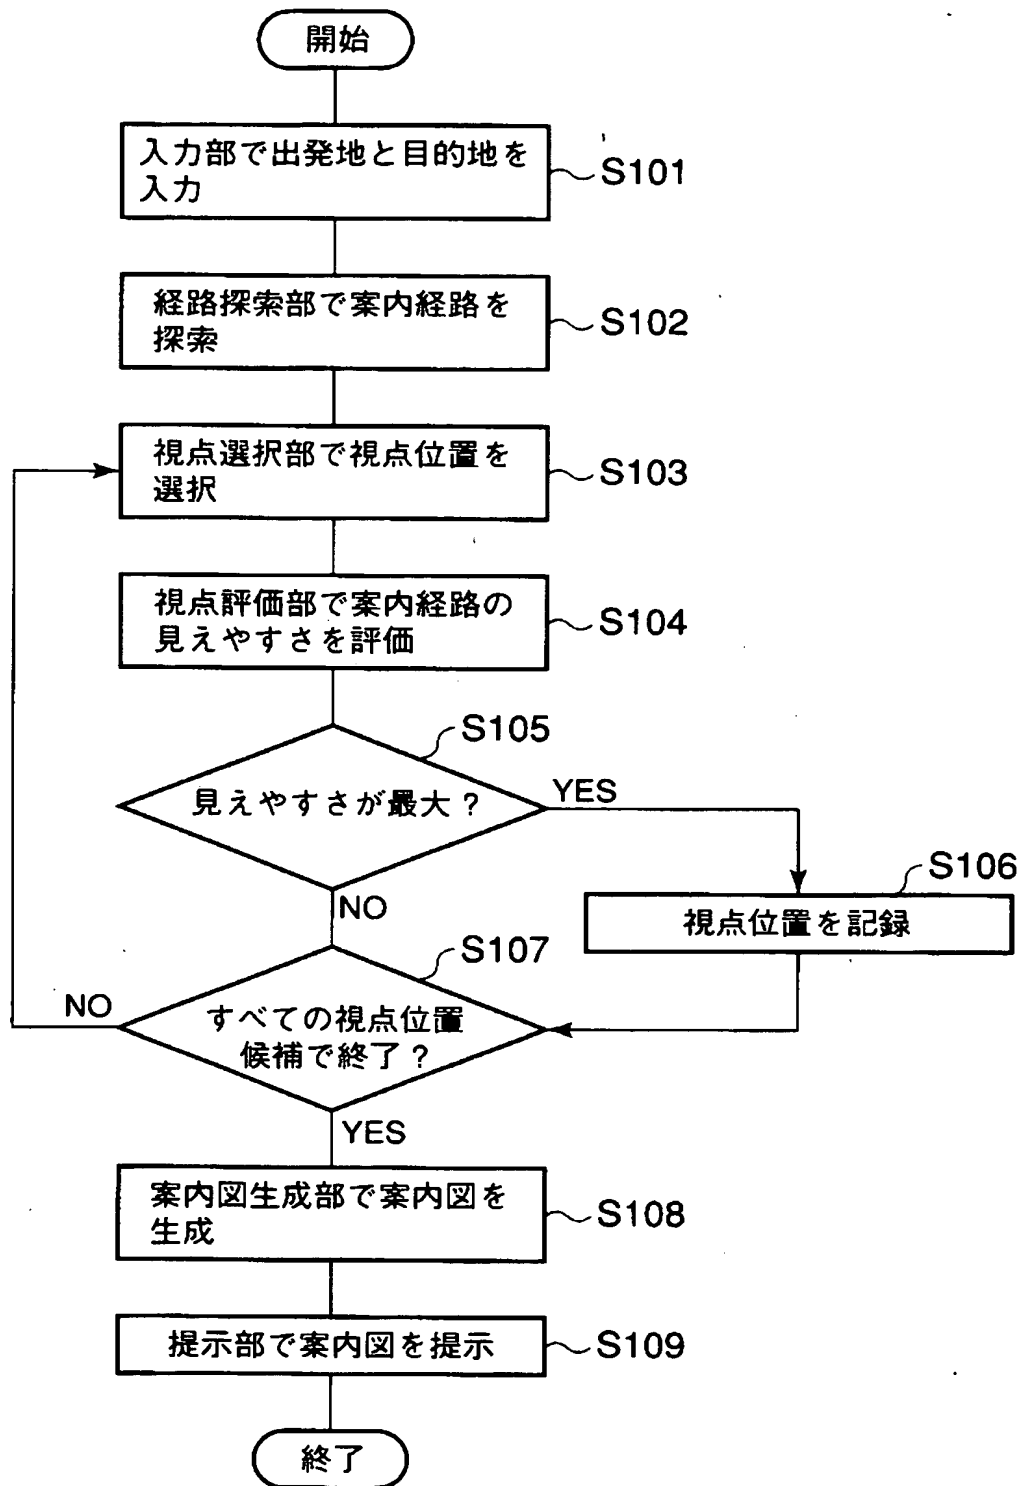 開始
入力部で出発地と目的地を
入力
S101
経路探索部で案内経路を
探索
S102
視点選択部で視点位置を
選択
S103
視点評価部で案内経路の
見えやすさを評価
S104
S105
見えやすさが最大？
YES
NO
S106
視点位置を記録
S107
すべての視点位置
候補で終了？
NO
YES
案内図生成部で案内図を
生成
S108
提示部で案内図を提示
S109
終了